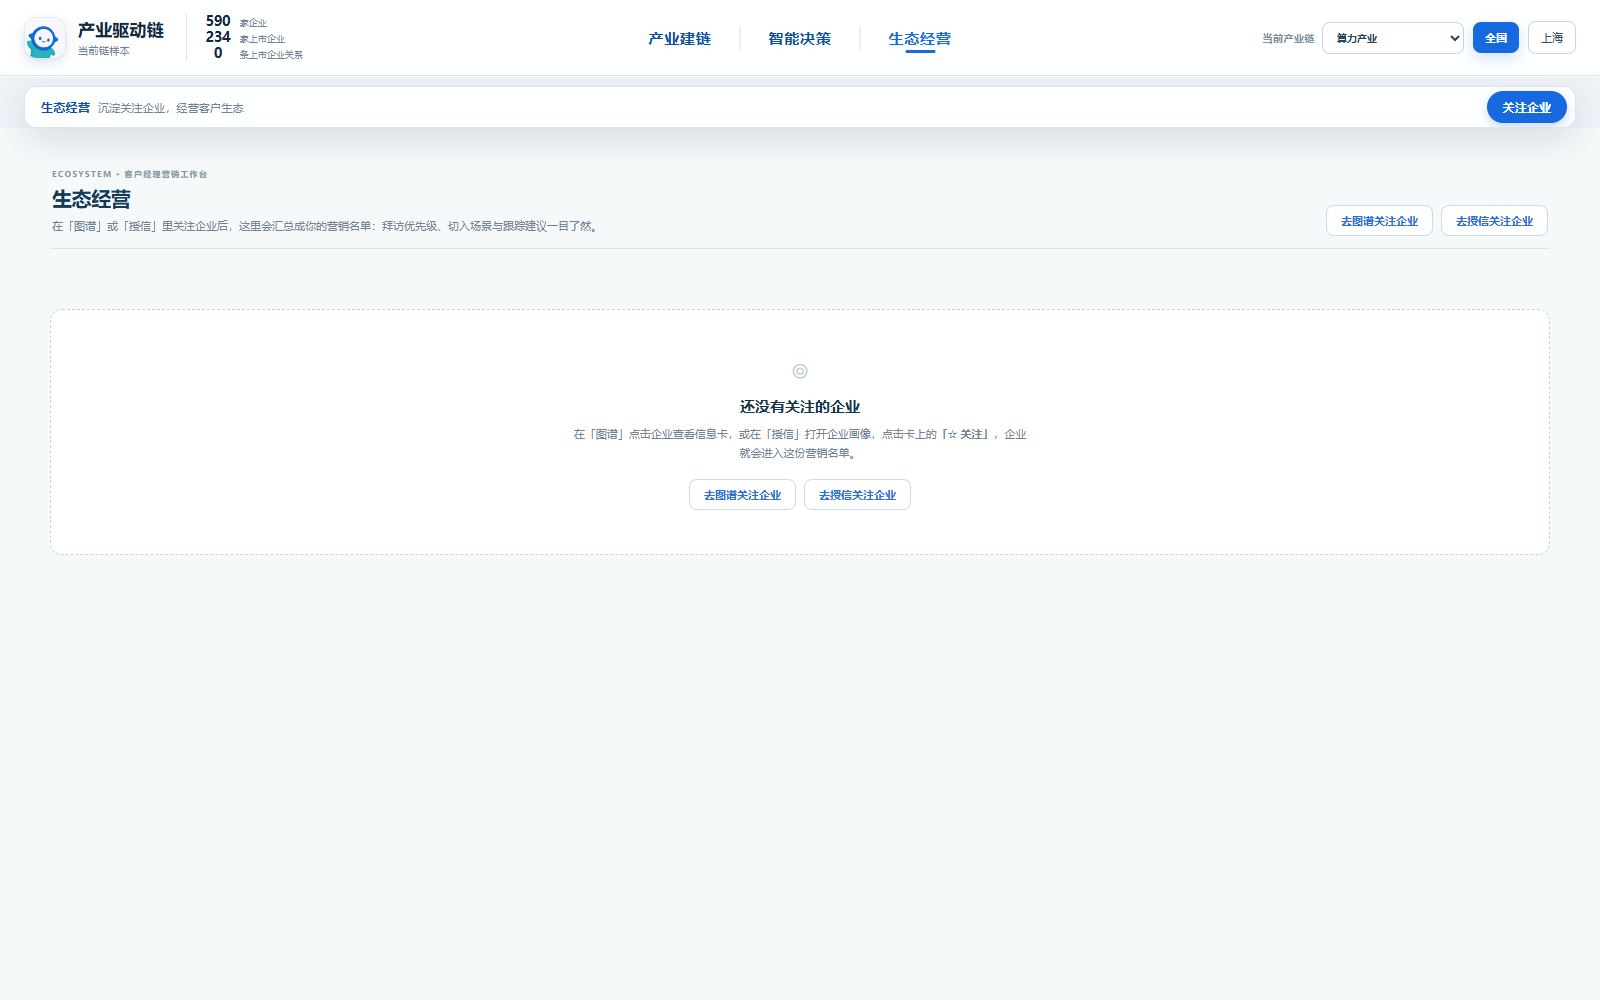 产业驱动链
当前链样本
590 家企业
234 家上市企业
0 条上市企业关系
产业建链
智能决策
生态经营
当前产业链
算力产业
全国
上海
生态经营 沉淀关注企业，经营客户生态
关注企业
ECOSYSTEM · 客户经理营销工作台
生态经营
在「图谱」或「授信」里关注企业后，这里会汇总成你的营销名单：拜访优先级、切入场景与跟踪建议一目了然。
去图谱关注企业
去授信关注企业
还没有关注的企业
在「图谱」点击企业查看信息卡，或在「授信」打开企业画像，点击卡上的「☆ 关注」，企业
就会进入这份营销名单。
去图谱关注企业
去授信关注企业